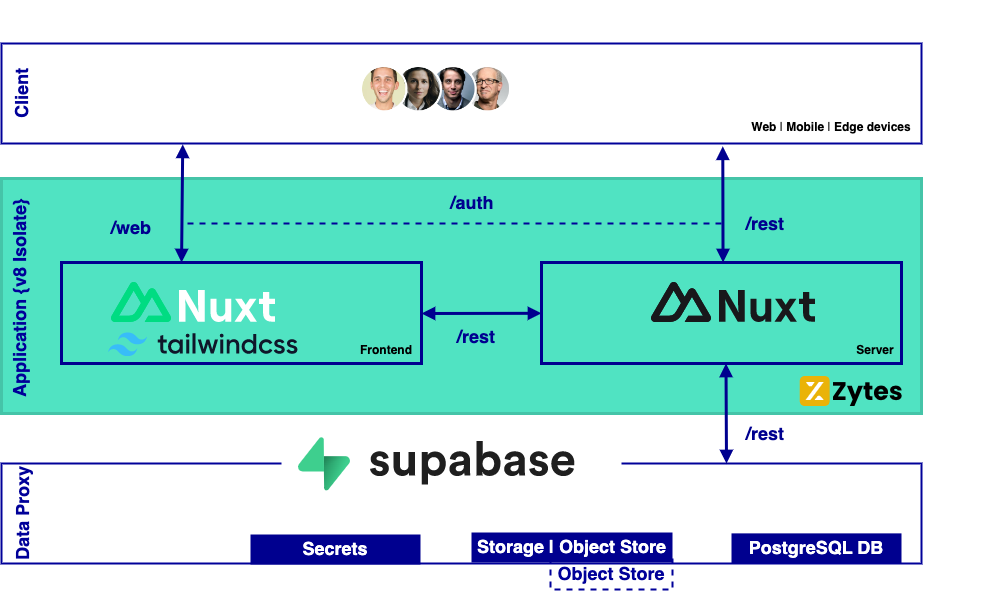 Client
Web | Mobile | Edge devices
Application {v8 Isolate}
/auth
/web
/rest
Nuxt
tailwindcss
Frontend
/rest
Nuxt
Server
Zytes
/rest
supabase
Data Proxy
Secrets
Storage | Object Store
PostgreSQL DB
Object Store